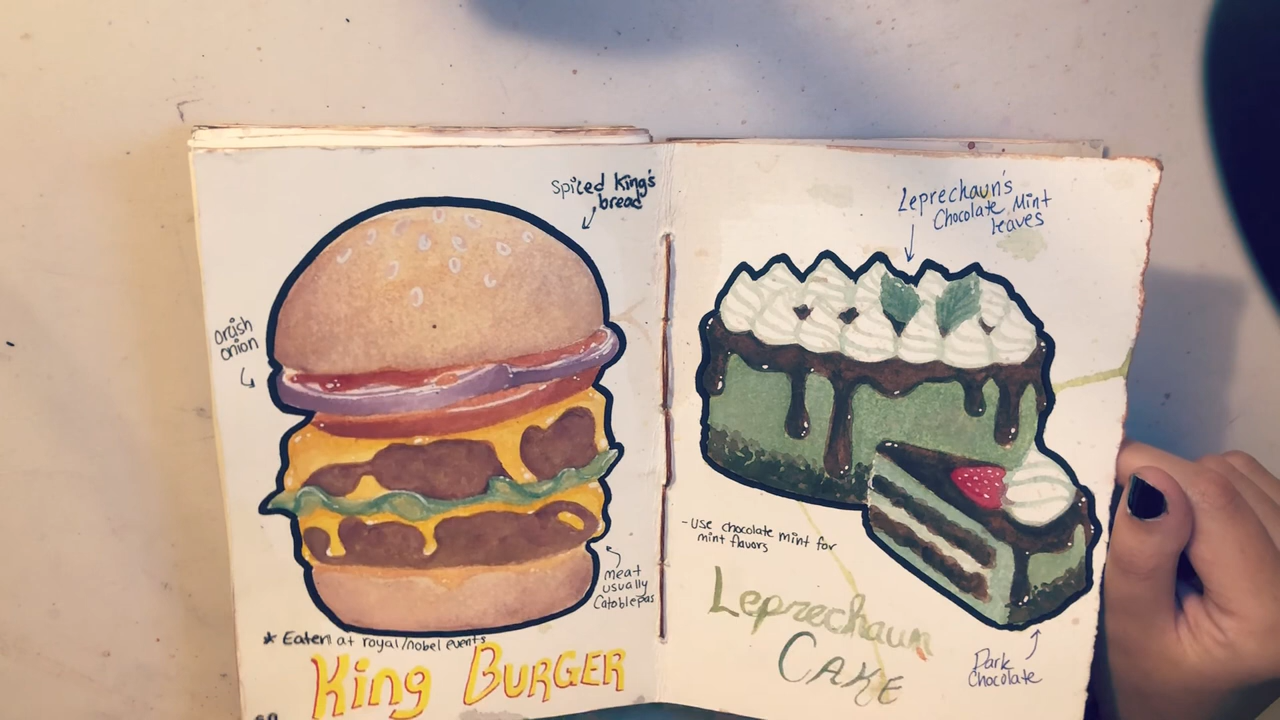 Spiced King's
bread
Orcish
onion
meat
usually
Catoblepas
* Eaten at royal/nobel events
King BURGER
Leprechaun's
Chocolate Mint
leaves
-Use chocolate mint for
mint flavors
Leprechaun
CAKE
Dark
Chocolate